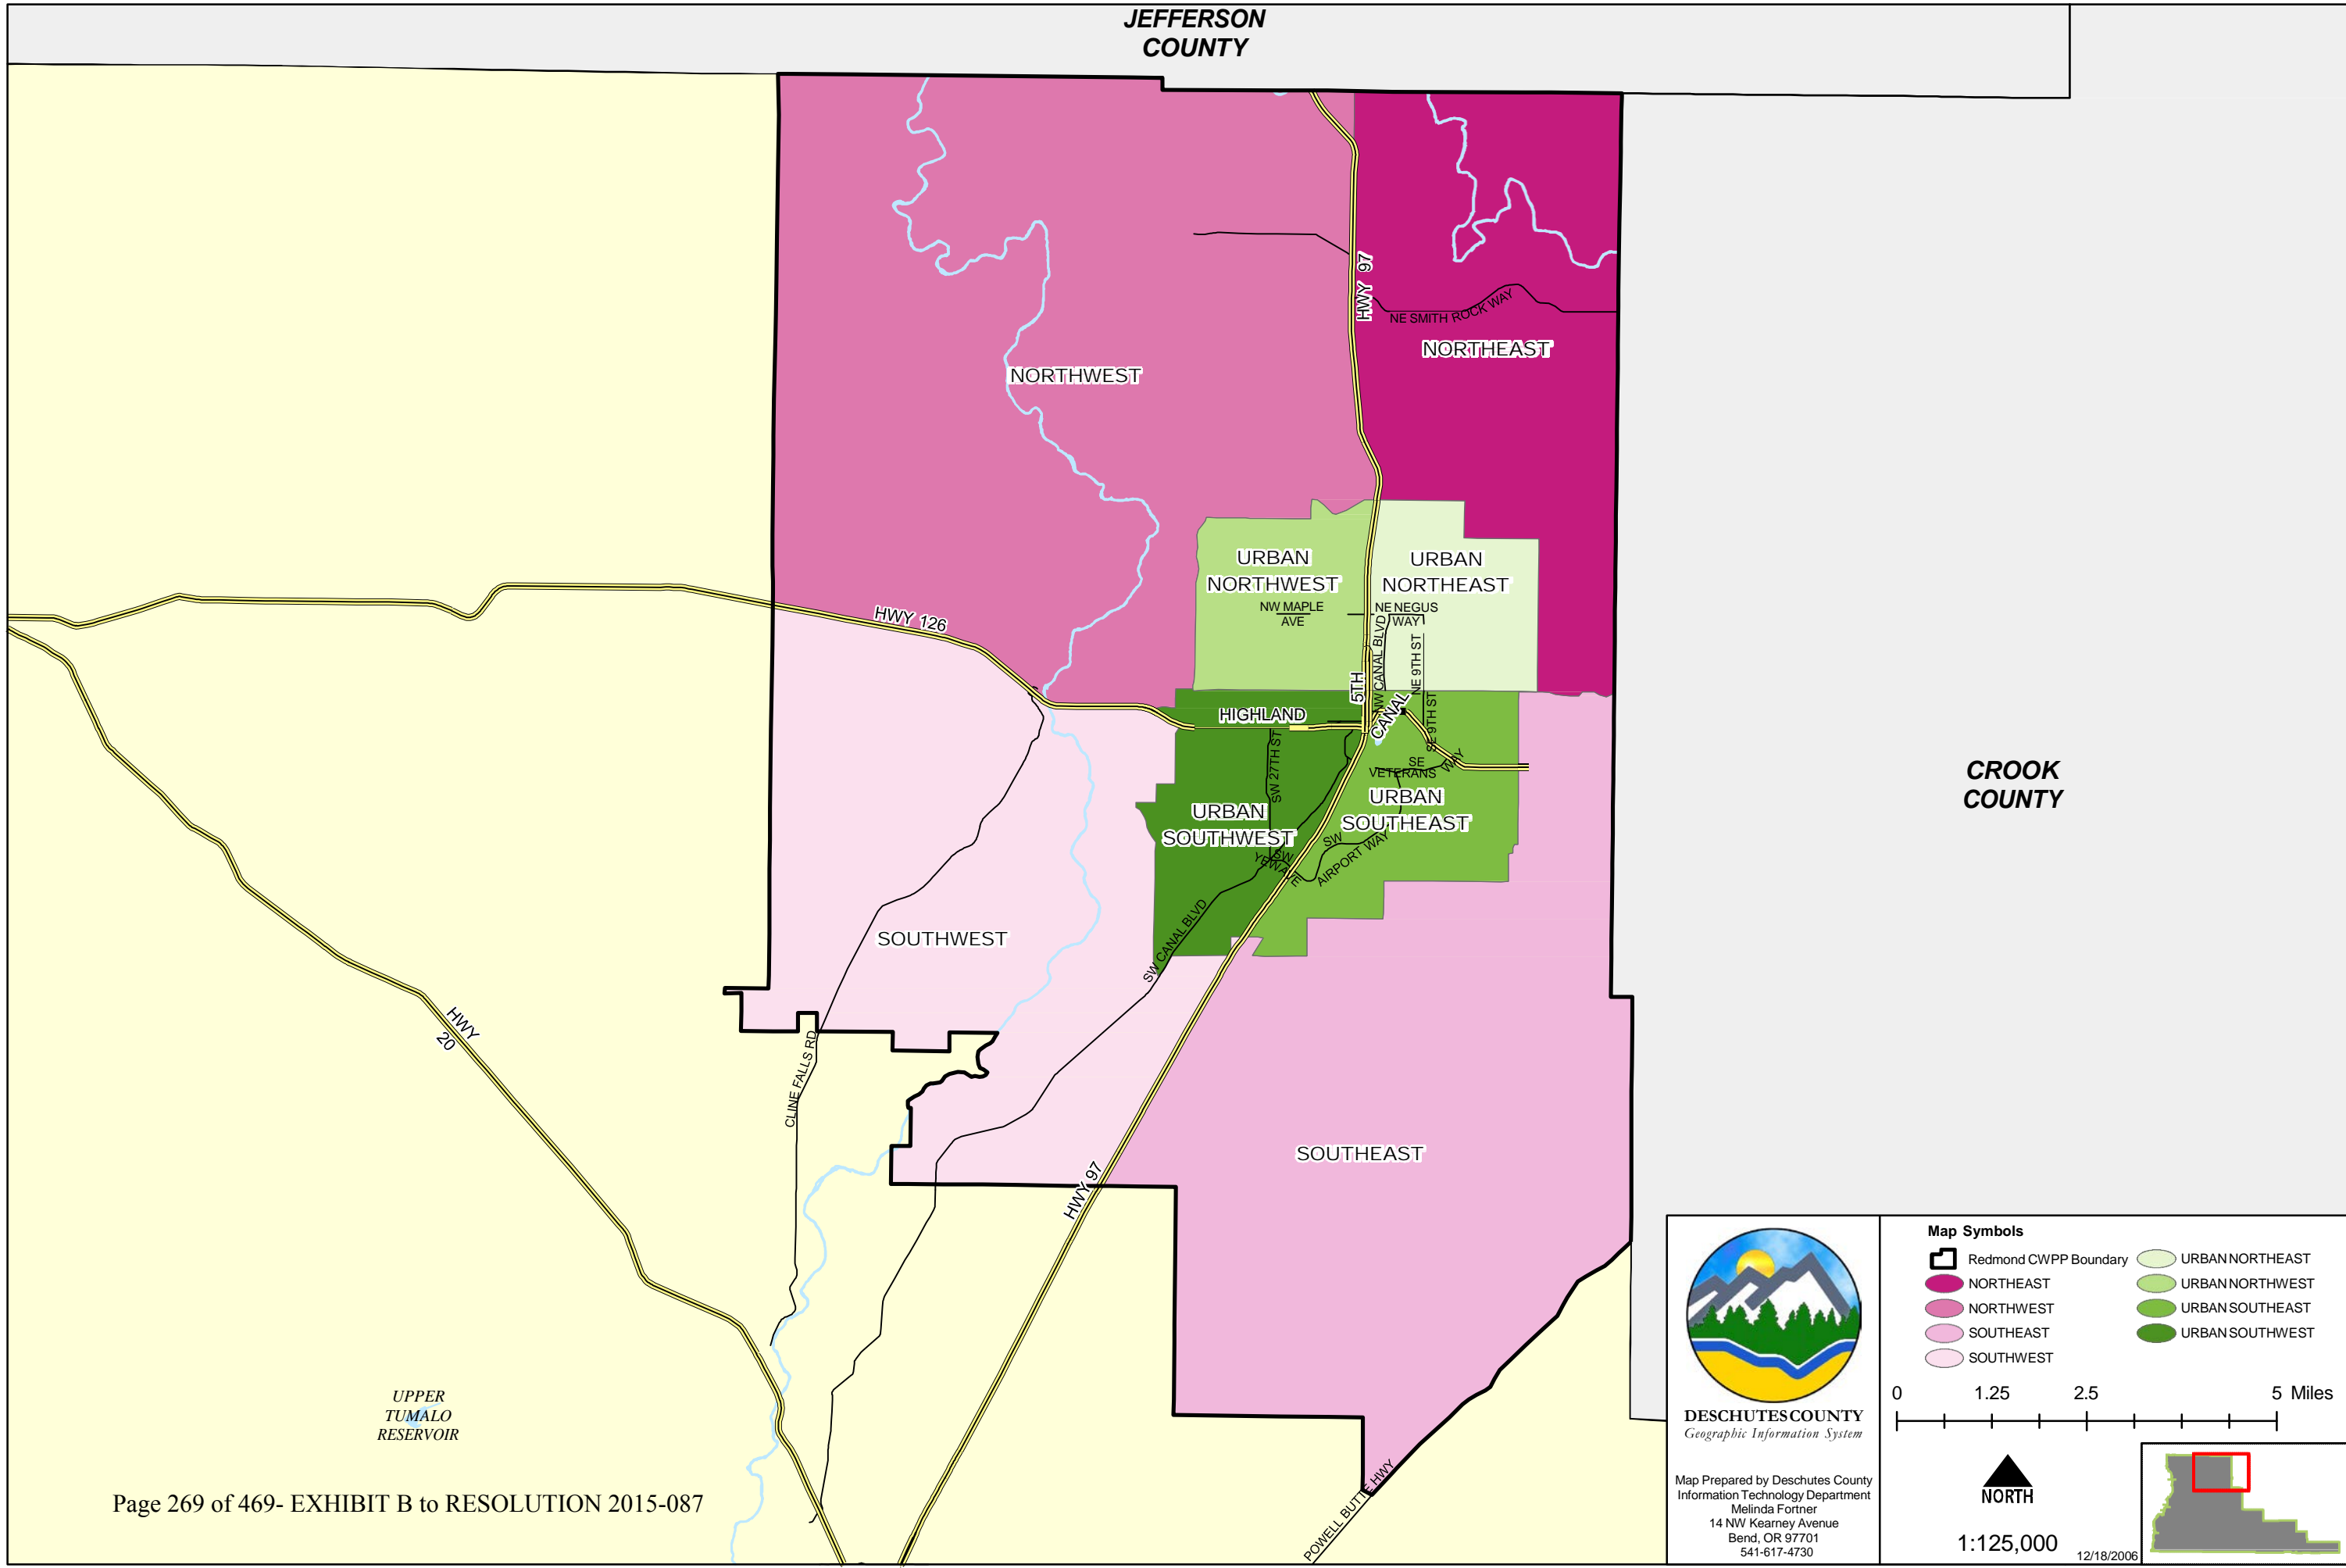 JEFFERSON
COUNTY
HWY 97
NE SMITH ROCK WAY
NORTHEAST
NORTHWEST
URBAN
NORTHWEST
URBAN
NORTHEAST
NW MAPLE
AVE
NE NEGUS
WAY
HWY 126
NW CANAL BLVD
NE 9TH ST
5TH
CANAL
HIGHLAND
SE 9TH ST
SW 27TH ST
SE
VETERANS
WAY
CROOK
COUNTY
URBAN
SOUTHWEST
URBAN
SOUTHEAST
SW
YEW AVE
SW
AIRPORT WAY
SW CANAL BLVD
SOUTHWEST
HWY
20
CLINE FALLS RD
SOUTHEAST
HWY 97
UPPER
TUMALO
RESERVOIR
POWELL BUTTE HWY
Page 269 of 469- EXHIBIT B to RESOLUTION 2015-087
DESCHUTES COUNTY
Geographic Information System
Map Prepared by Deschutes County
Information Technology Department
Melinda Fortner
14 NW Kearney Avenue
Bend, OR 97701
541-617-4730
Map Symbols
Redmond CWPP Boundary
NORTHEAST
NORTHWEST
SOUTHEAST
SOUTHWEST
URBAN NORTHEAST
URBAN NORTHWEST
URBAN SOUTHEAST
URBAN SOUTHWEST
0 1.25 2.5 5 Miles
NORTH
1:125,000
12/18/2006